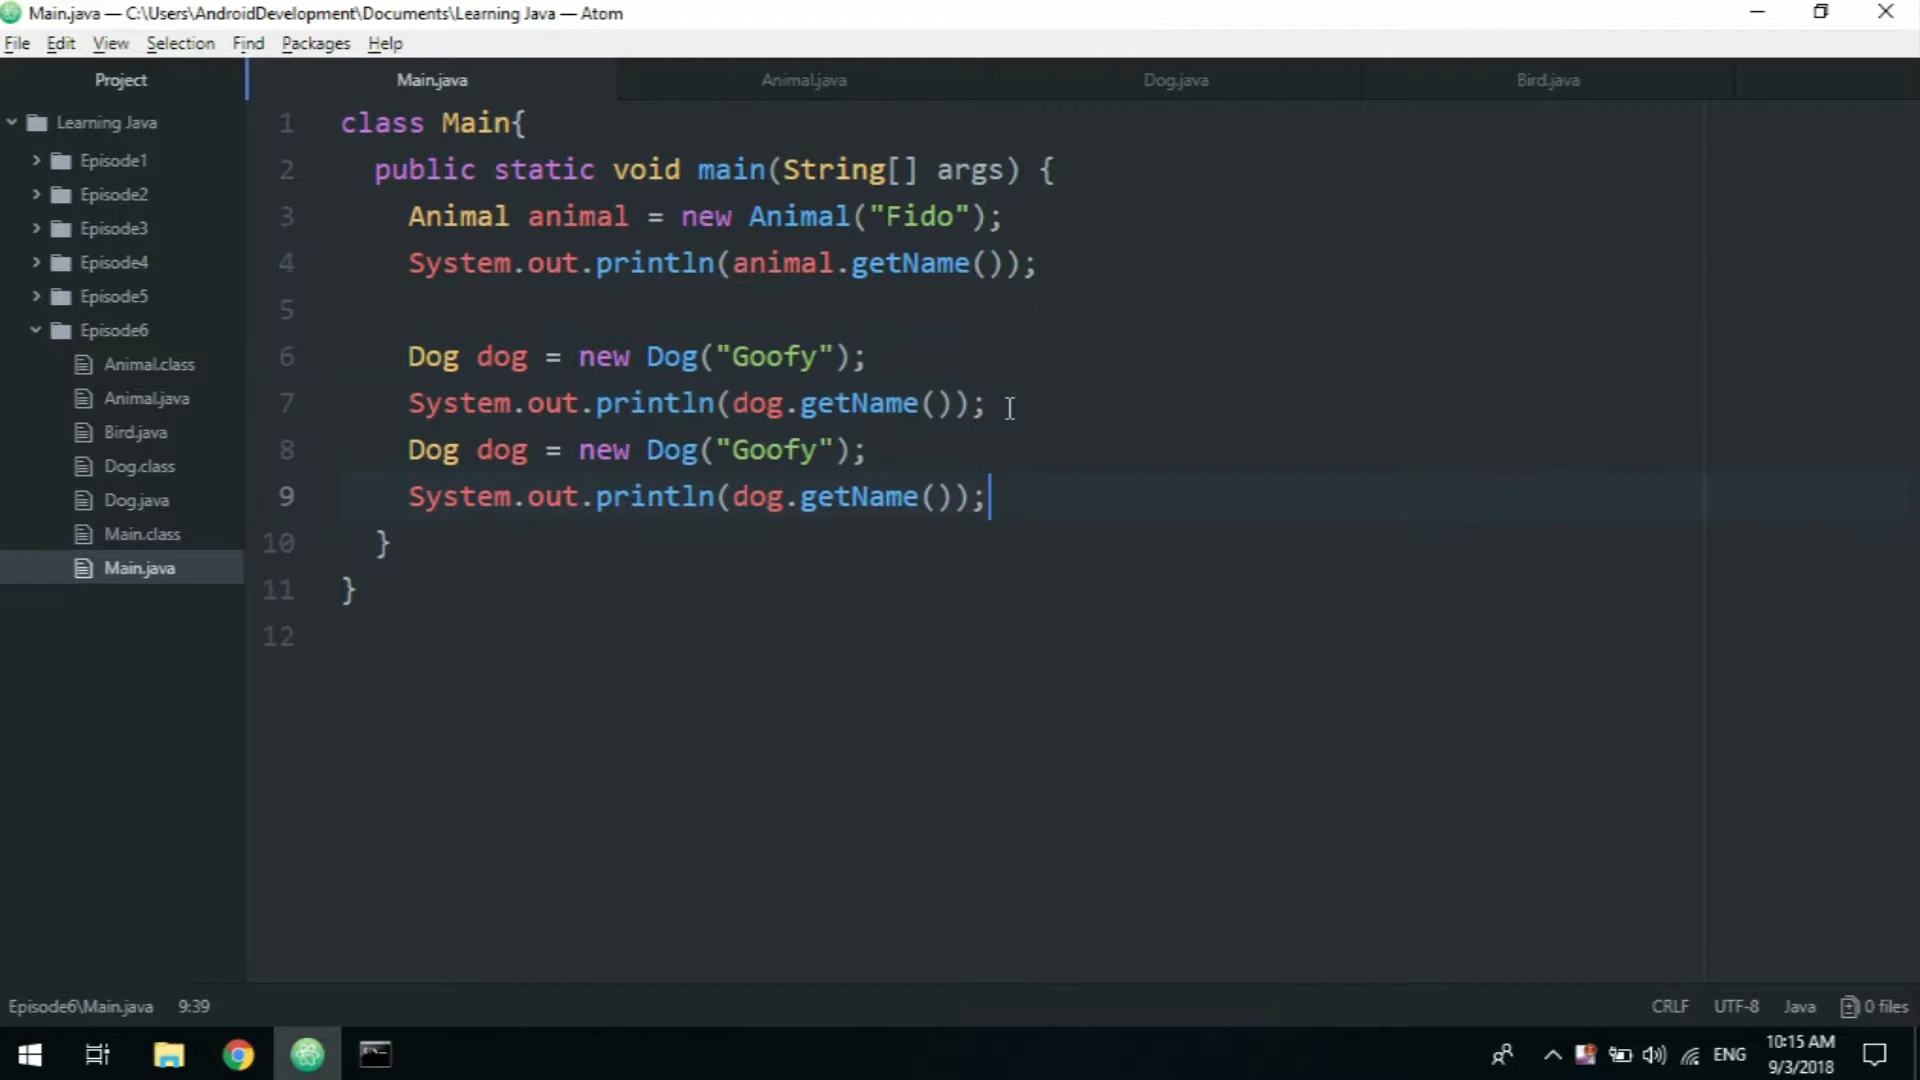 Main.java — C:\Users\AndroidDevelopment\Documents\Learning Java — Atom
File Edit View Selection Find Packages Help
Project Main.java Animal.java Dog.java Bird.java
Learning Java
Episode1
Episode2
Episode3
Episode4
Episode5
Episode6
Animal.class
Animal.java
Bird.java
Dog.class
Dog.java
Main.class
Main.java
1 class Main{
2 public static void main(String[] args) {
3 Animal animal = new Animal("Fido");
4 System.out.println(animal.getName());
5
6 Dog dog = new Dog("Goofy");
7 System.out.println(dog.getName());
8 Dog dog = new Dog("Goofy");
9 System.out.println(dog.getName());
10 }
11 }
12
Episode6\Main.java 9:39 CRLF UTF-8 Java 0 files
ENG 10:15 AM
9/3/2018